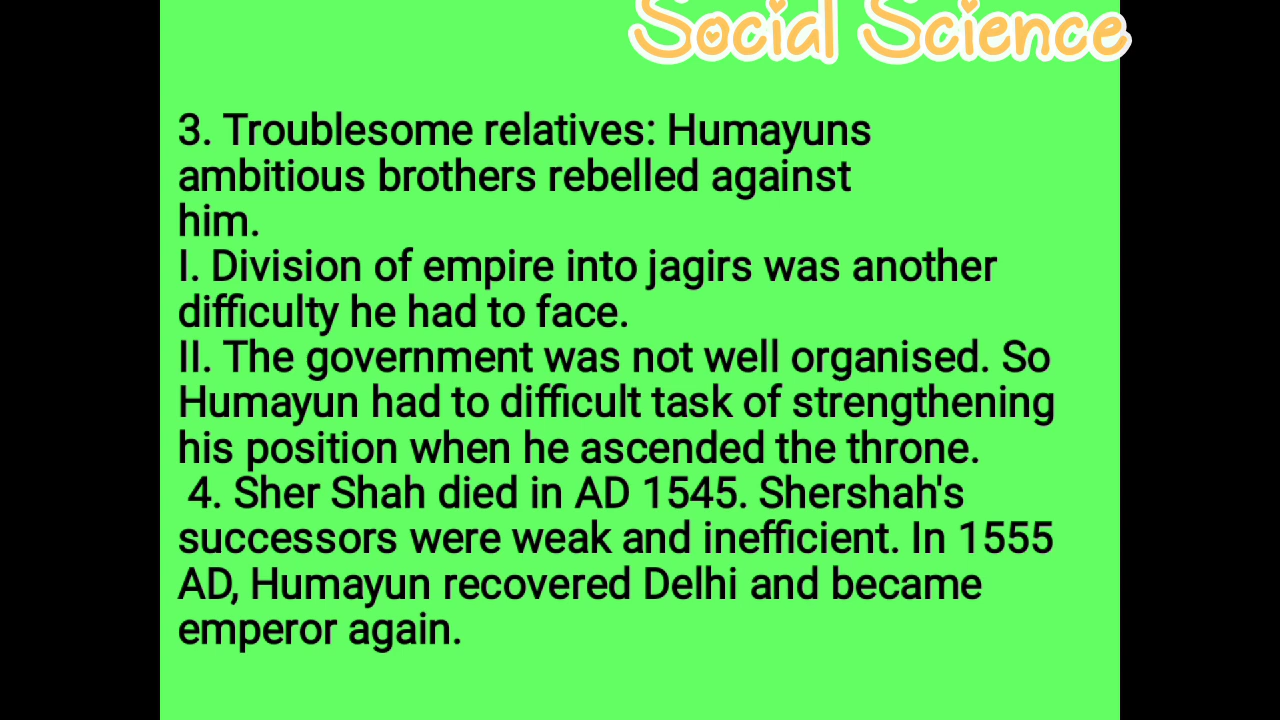 Social Science
3. Troublesome relatives: Humayuns
ambitious brothers rebelled against
him.
I. Division of empire into jagirs was another
difficulty he had to face.
II. The government was not well organised. So
Humayun had to difficult task of strengthening
his position when he ascended the throne.
4. Sher Shah died in AD 1545. Shershah's
successors were weak and inefficient. In 1555
AD, Humayun recovered Delhi and became
emperor again.